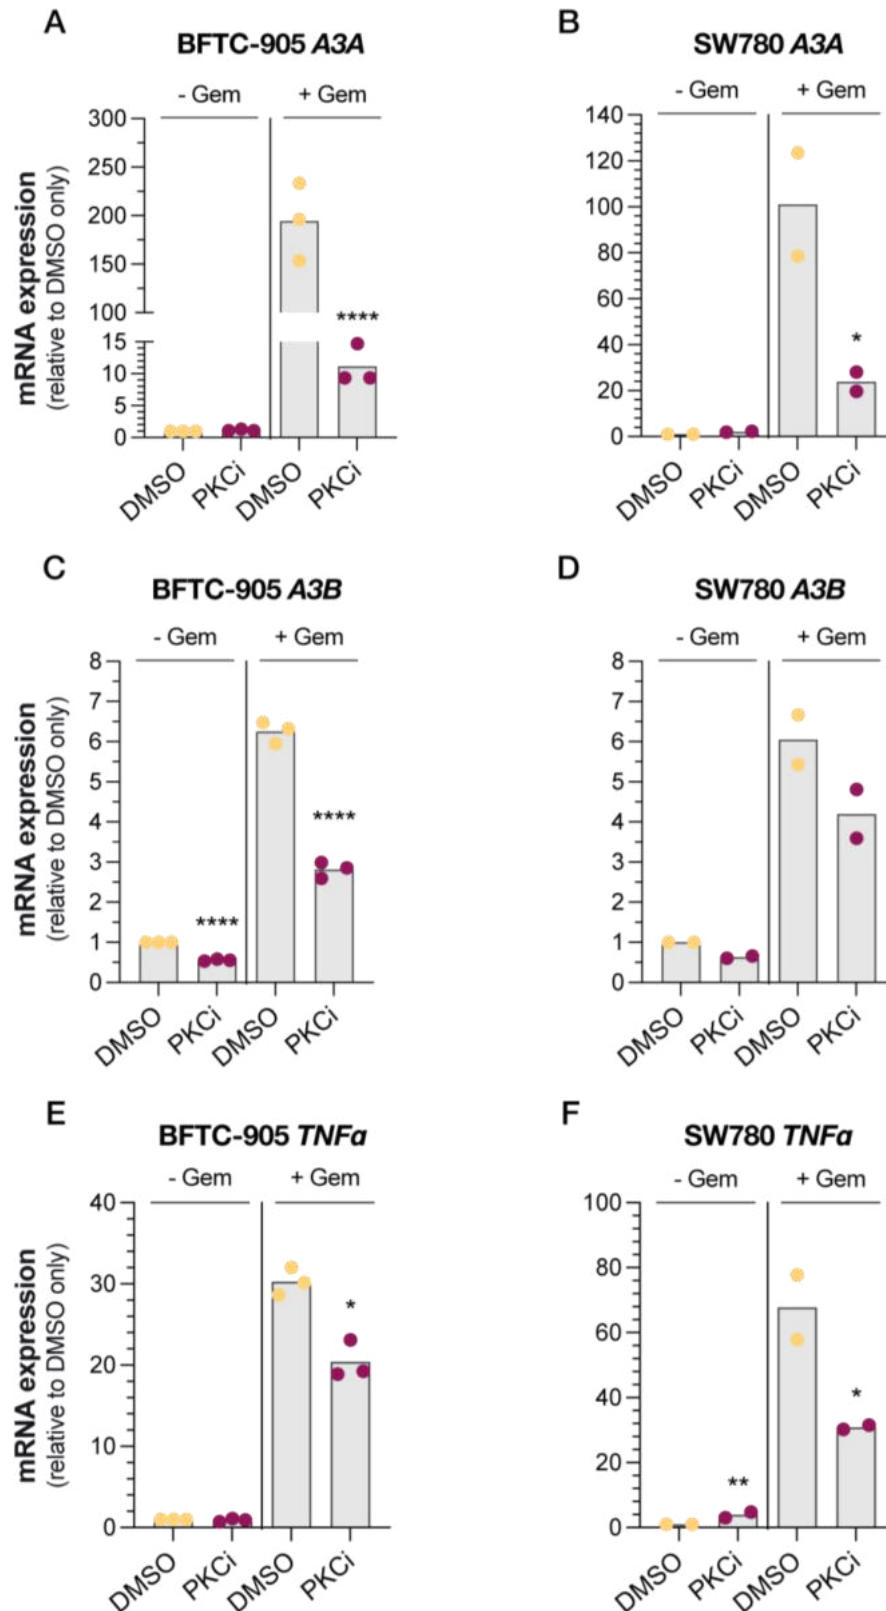 A
BFTC-905 A3A
- Gem
+ Gem
mRNA expression
(relative to DMSO only)
300
250
200
150
100
15
10
5
0
****
DMSO
PKCi
DMSO
PKCi
B
SW780 A3A
- Gem
+ Gem
140
120
100
80
60
40
20
0
*
DMSO
PKCi
DMSO
PKCi
C
BFTC-905 A3B
- Gem
+ Gem
mRNA expression
(relative to DMSO only)
8
7
6
5
4
3
2
1
0
****
****
DMSO
PKCi
DMSO
PKCi
D
SW780 A3B
- Gem
+ Gem
8
7
6
5
4
3
2
1
0
DMSO
PKCi
DMSO
PKCi
E
BFTC-905 TNFα
- Gem
+ Gem
mRNA expression
(relative to DMSO only)
40
30
20
10
0
*
DMSO
PKCi
DMSO
PKCi
F
SW780 TNFα
- Gem
+ Gem
100
80
60
40
20
0
**
*
DMSO
PKCi
DMSO
PKCi